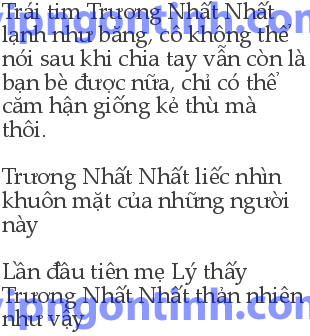 Trái tim Trương Nhất Nhất
lạnh như băng, cô không thể
nói sau khi chia tay vẫn còn là
bạn bè được nữa, chỉ có thể
căm hận giống kẻ thù mà
thôi.
Trương Nhất Nhất liếc nhìn
khuôn mặt của những người
này
Lần đầu tiên mẹ Lý thấy
Trương Nhất Nhất thản nhiên
như vậy